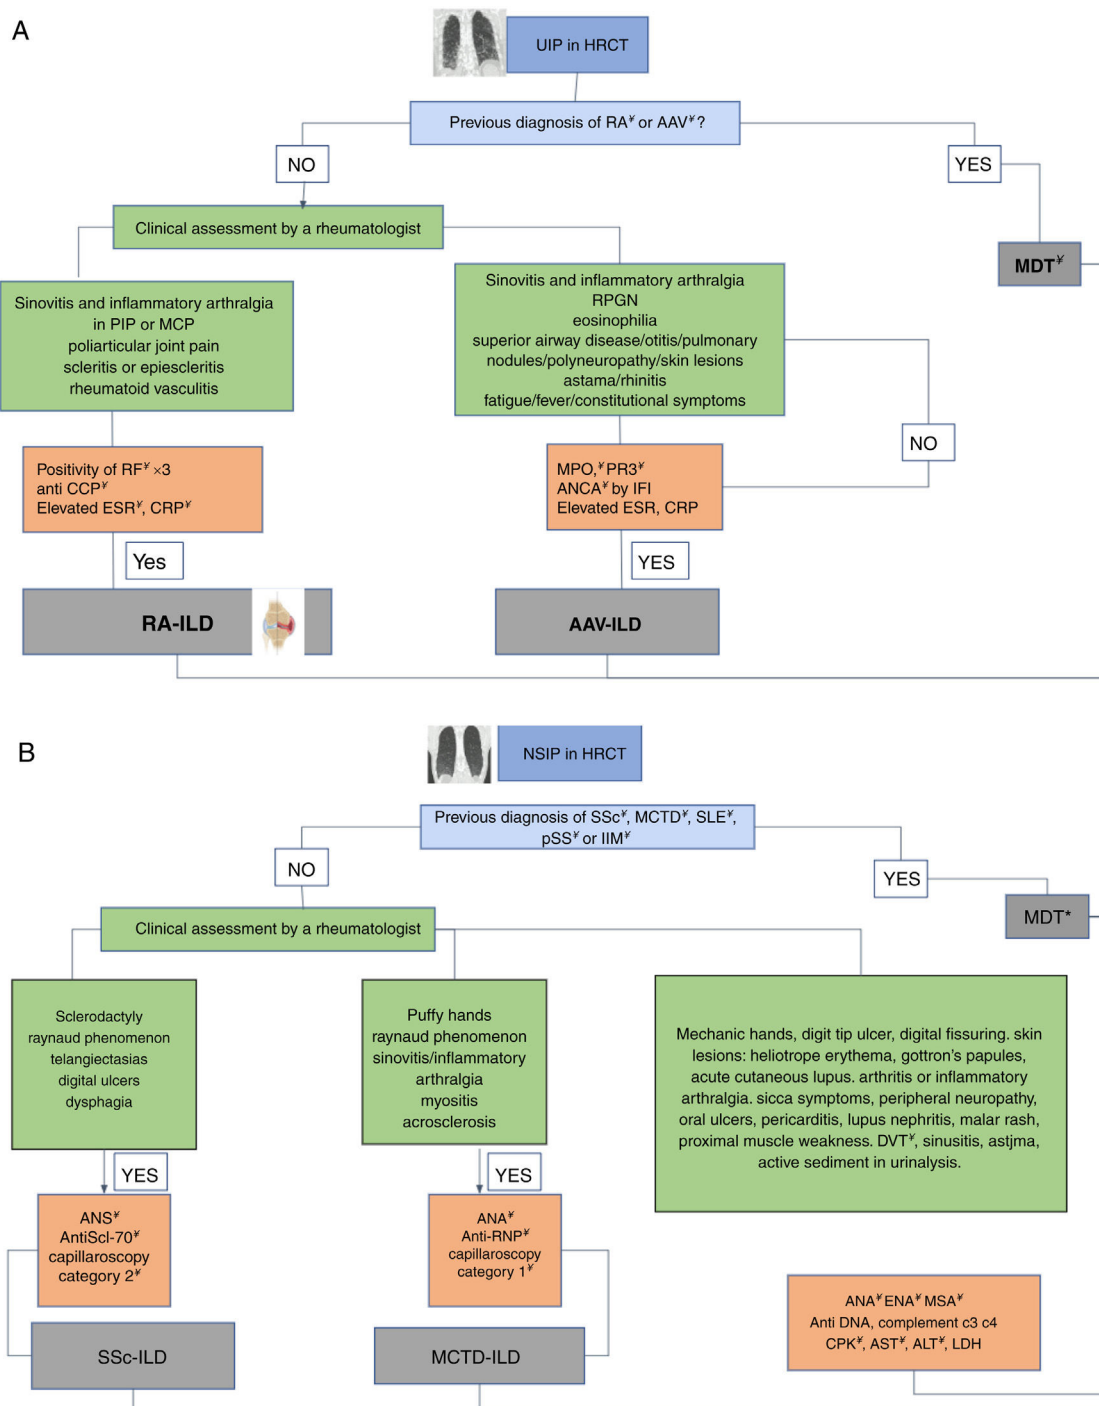 A
UIP in HRCT
Previous diagnosis of RA¥ or AAV¥?
NO
YES
Clinical assessment by a rheumatologist
MDT¥
Sinovitis and inflammatory arthralgia
in PIP or MCP
poliarticular joint pain
scleritis or epiescleritis
rheumatoid vasculitis
Sinovitis and inflammatory arthralgia
RPGN
eosinophilia
superior airway disease/otitis/pulmonary
nodules/polyneuropathy/skin lesions
astama/rhinitis
fatigue/fever/constitutional symptoms
NO
Positivity of RF¥ ×3
anti CCP¥
Elevated ESR¥, CRP¥
MPO,¥ PR3¥
ANCA¥ by IFI
Elevated ESR, CRP
Yes
YES
RA-ILD
AAV-ILD
B
NSIP in HRCT
Previous diagnosis of SSc¥, MCTD¥, SLE¥,
pSS¥ or IIM¥
NO
YES
Clinical assessment by a rheumatologist
MDT*
Sclerodactyly
raynaud phenomenon
telangiectasias
digital ulcers
dysphagia
Puffy hands
raynaud phenomenon
sinovitis/inflammatory
arthralgia
myositis
acrosclerosis
Mechanic hands, digit tip ulcer, digital fissuring. skin
lesions: heliotrope erythema, gottron's papules,
acute cutaneous lupus. arthritis or inflammatory
arthralgia. sicca symptoms, peripheral neuropathy,
oral ulcers, pericarditis, lupus nephritis, malar rash,
proximal muscle weakness. DVT¥, sinusitis, astjma,
active sediment in urinalysis.
YES
YES
ANS¥
AntiScl-70¥
capillaroscopy
category 2¥
ANA¥
Anti-RNP¥
capillaroscopy
category 1¥
ANA¥ ENA¥ MSA¥
Anti DNA, complement c3 c4
CPK¥, AST¥, ALT¥, LDH
SSc-ILD
MCTD-ILD